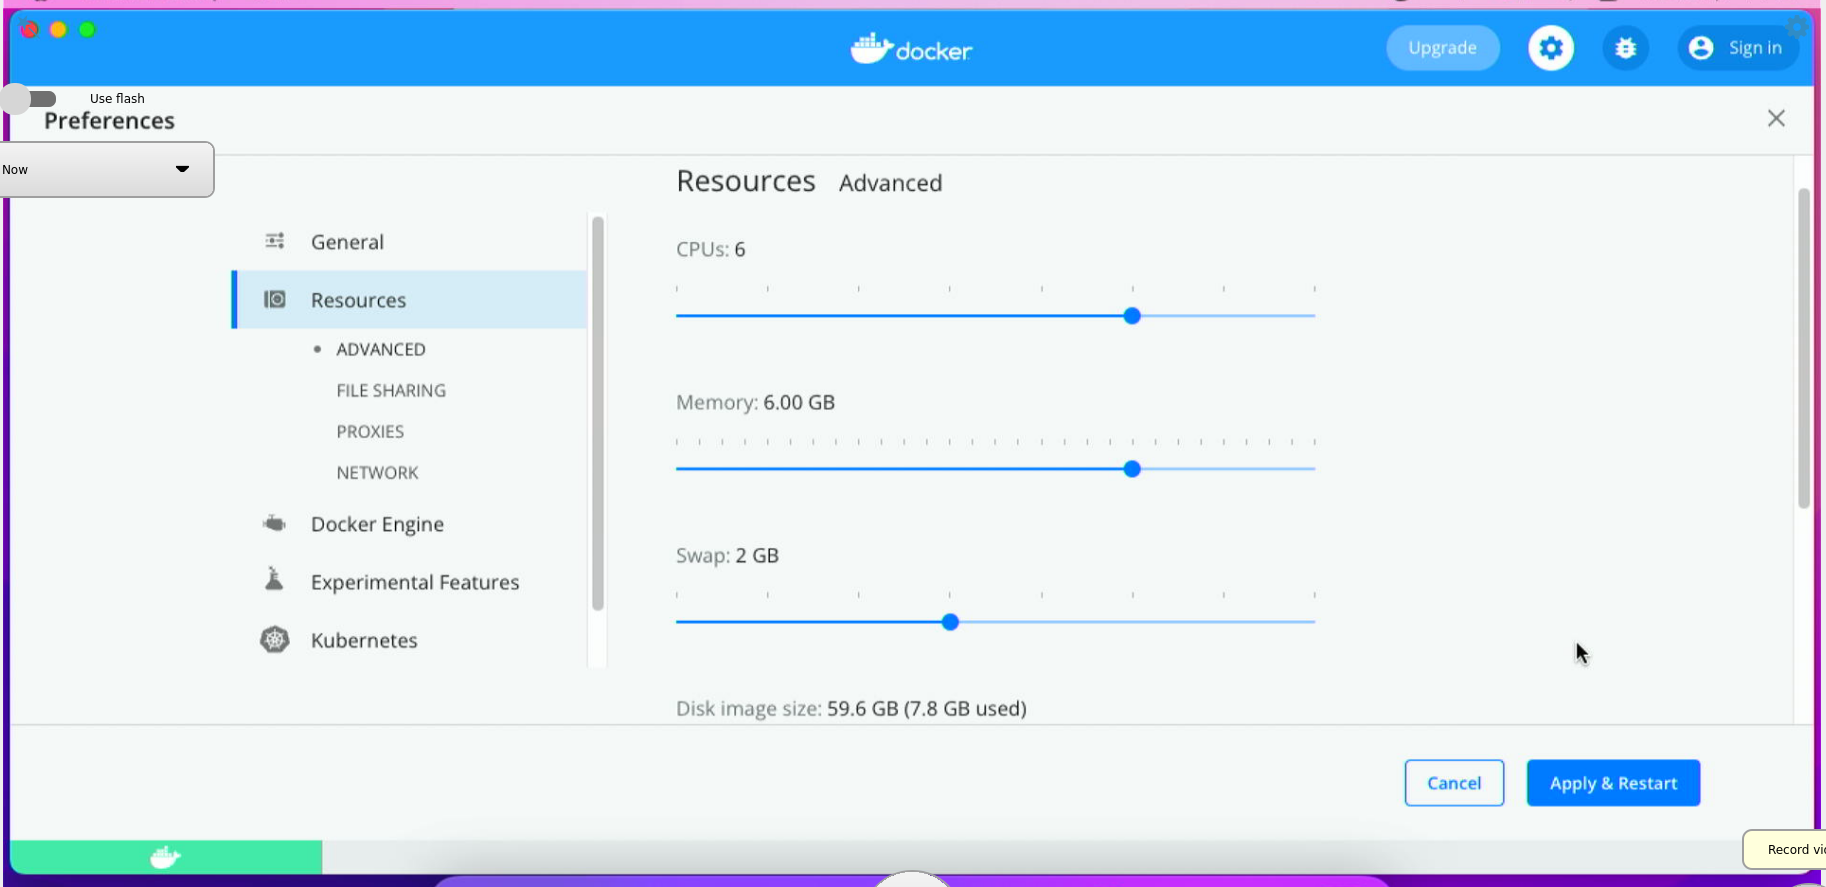 docker
Upgrade
Sign in
Use flash
Preferences
Now
Resources Advanced
General
Resources
ADVANCED
FILE SHARING
PROXIES
NETWORK
Docker Engine
Experimental Features
Kubernetes
CPUs: 6
Memory: 6.00 GB
Swap: 2 GB
Disk image size: 59.6 GB (7.8 GB used)
Cancel
Apply & Restart
Record